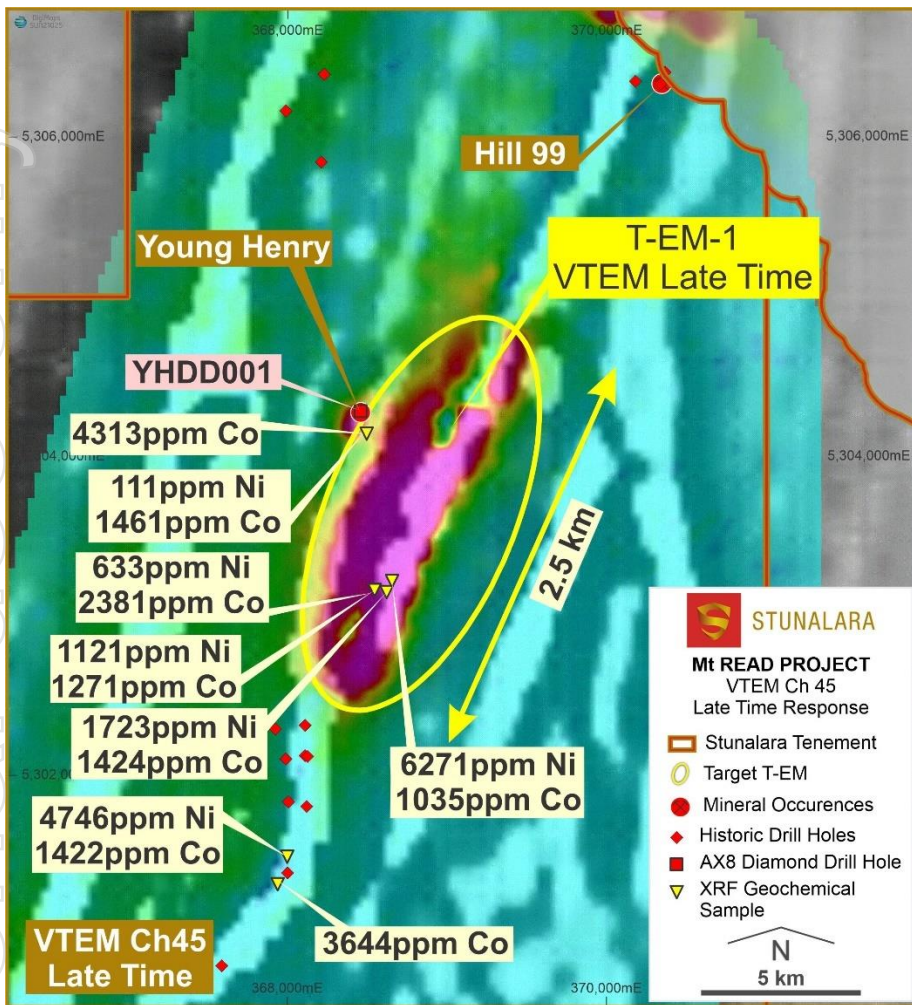 368,000mE
370,000mE
5,306,000mE
5,306,000mE
Hill 99
Young Henry
T-EM-1
VTEM Late Time
YHDD001
4313ppm Co
04,000mE
5,304,000mE
111ppm Ni
1461ppm Co
633ppm Ni
2381ppm Co
2.5 km
1121ppm Ni
1271ppm Co
1723ppm Ni
1424ppm Co
6271ppm Ni
1035ppm Co
5,302,000mE
4746ppm Ni
1422ppm Co
3644ppm Co
VTEM Ch45
Late Time
368,000mE
370,000mE
STUNALARA
Mt READ PROJECT
VTEM Ch 45
Late Time Response
Stunalara Tenement
Target T-EM
Mineral Occurences
Historic Drill Holes
AX8 Diamond Drill Hole
XRF Geochemical
Sample
N
5 km